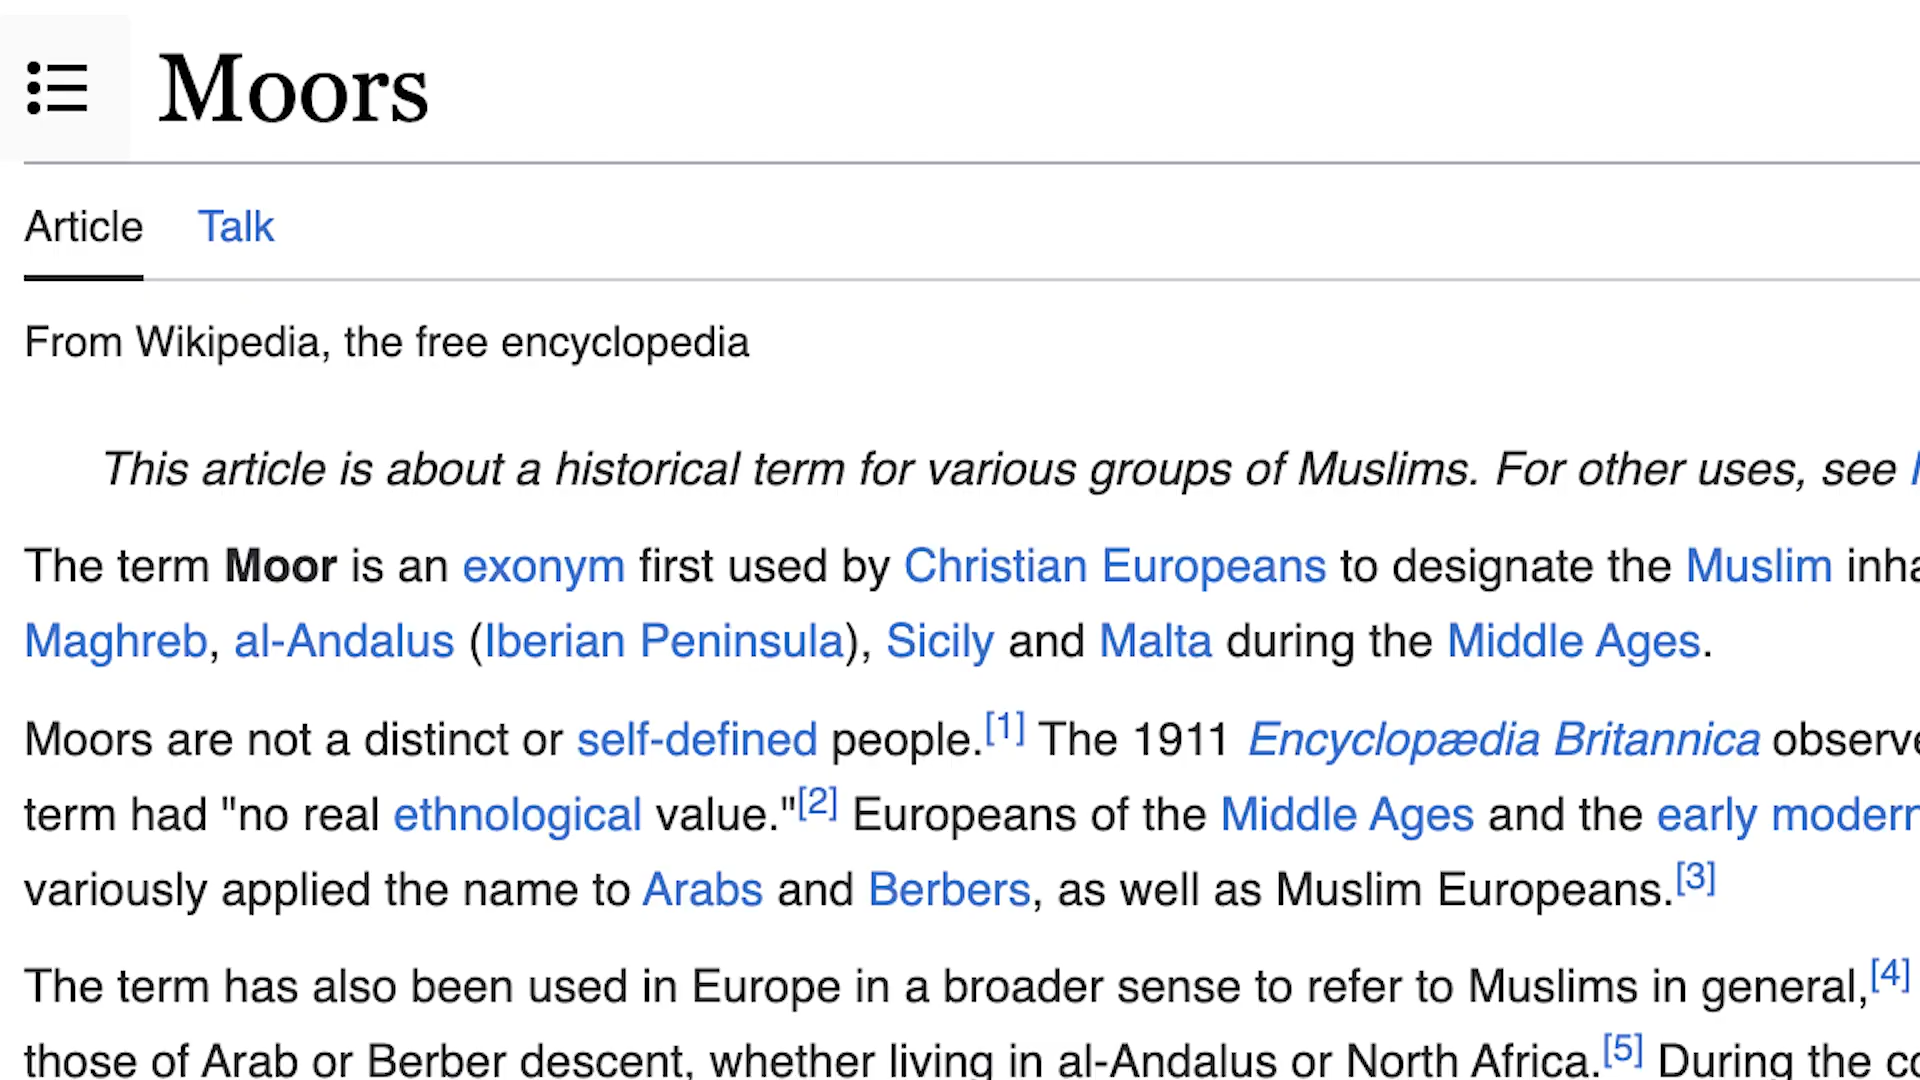 Moors
Article Talk
From Wikipedia, the free encyclopedia
This article is about a historical term for various groups of Muslims. For other uses, see
The term Moor is an exonym first used by Christian Europeans to designate the Muslim
Maghreb, al-Andalus (Iberian Peninsula), Sicily and Malta during the Middle Ages.
Moors are not a distinct or self-defined people.[1] The 1911 Encyclopædia Britannica
term had "no real ethnological value."[2] Europeans of the Middle Ages and the early modern
variously applied the name to Arabs and Berbers, as well as Muslim Europeans.[3]
The term has also been used in Europe in a broader sense to refer to Muslims in general,[4]
those of Arab or Berber descent, whether living in al-Andalus or North Africa.[5] During the